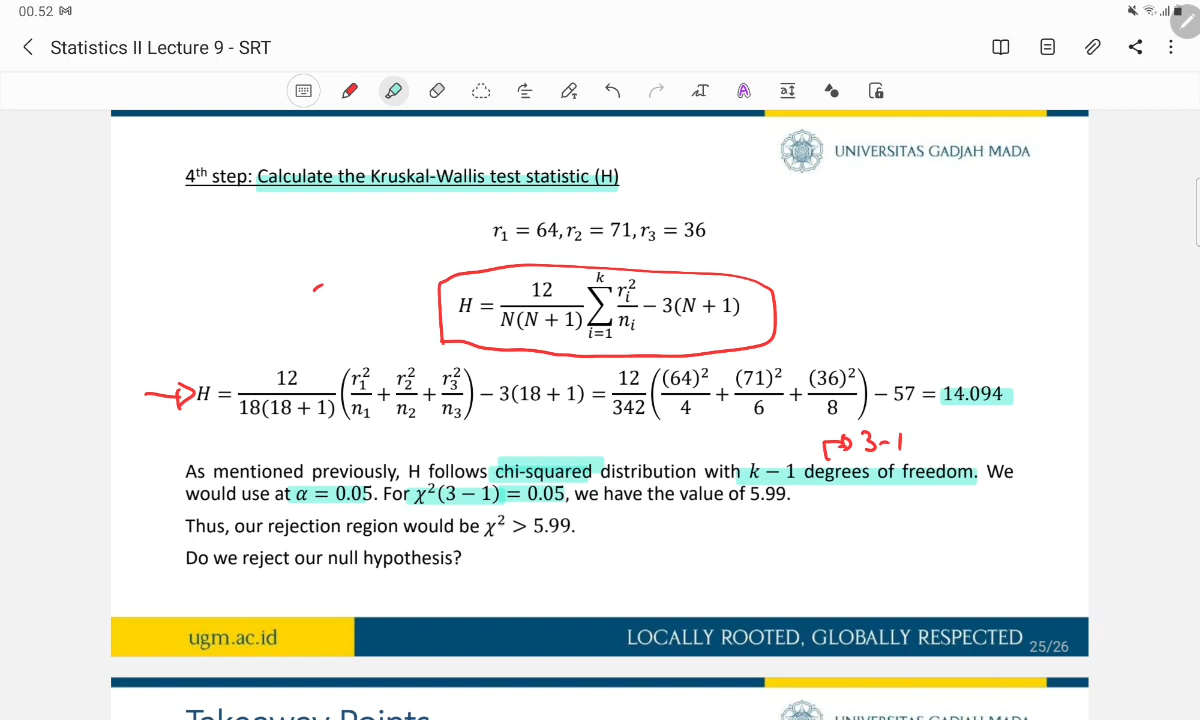 00.52
Statistics II Lecture 9 - SRT
UNIVERSITAS GADJAH MADA
4th step: Calculate the Kruskal-Wallis test statistic (H)
r₁ = 64, r₂ = 71, r₃ = 36
H = 12 / N(N + 1) ∑_{i=1}^{k} rᵢ² / nᵢ − 3(N + 1)
H = 12 / 18(18 + 1) (r₁² / n₁ + r₂² / n₂ + r₃² / n₃) − 3(18 + 1) = 12 / 342 ((64)² / 4 + (71)² / 6 + (36)² / 8) − 57 = 14.094
3-1
As mentioned previously, H follows chi-squared distribution with k − 1 degrees of freedom. We
would use at α = 0.05. For χ²(3 − 1) = 0.05, we have the value of 5.99.
Thus, our rejection region would be χ² > 5.99.
Do we reject our null hypothesis?
ugm.ac.id
LOCALLY ROOTED, GLOBALLY RESPECTED
25/26
Takeaway Points
UNIVERSITAS GADJAH MADA